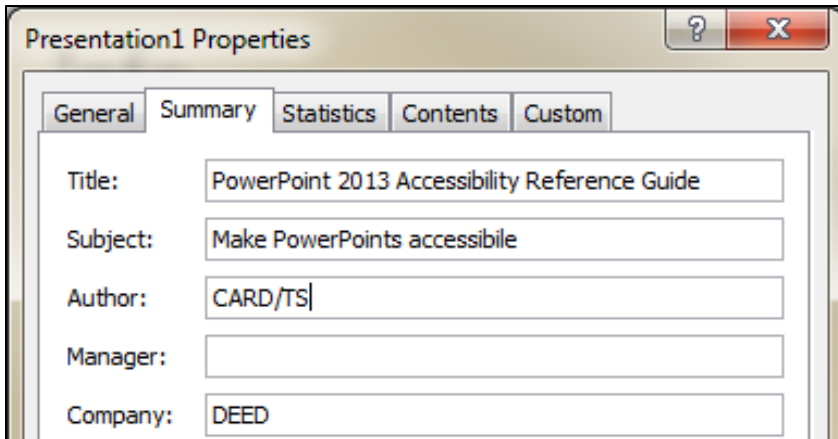 Presentation1 Properties
General Summary Statistics Contents Custom
Title: PowerPoint 2013 Accessibility Reference Guide
Subject: Make PowerPoints accessibile
Author: CARD/TS
Manager:
Company: DEED